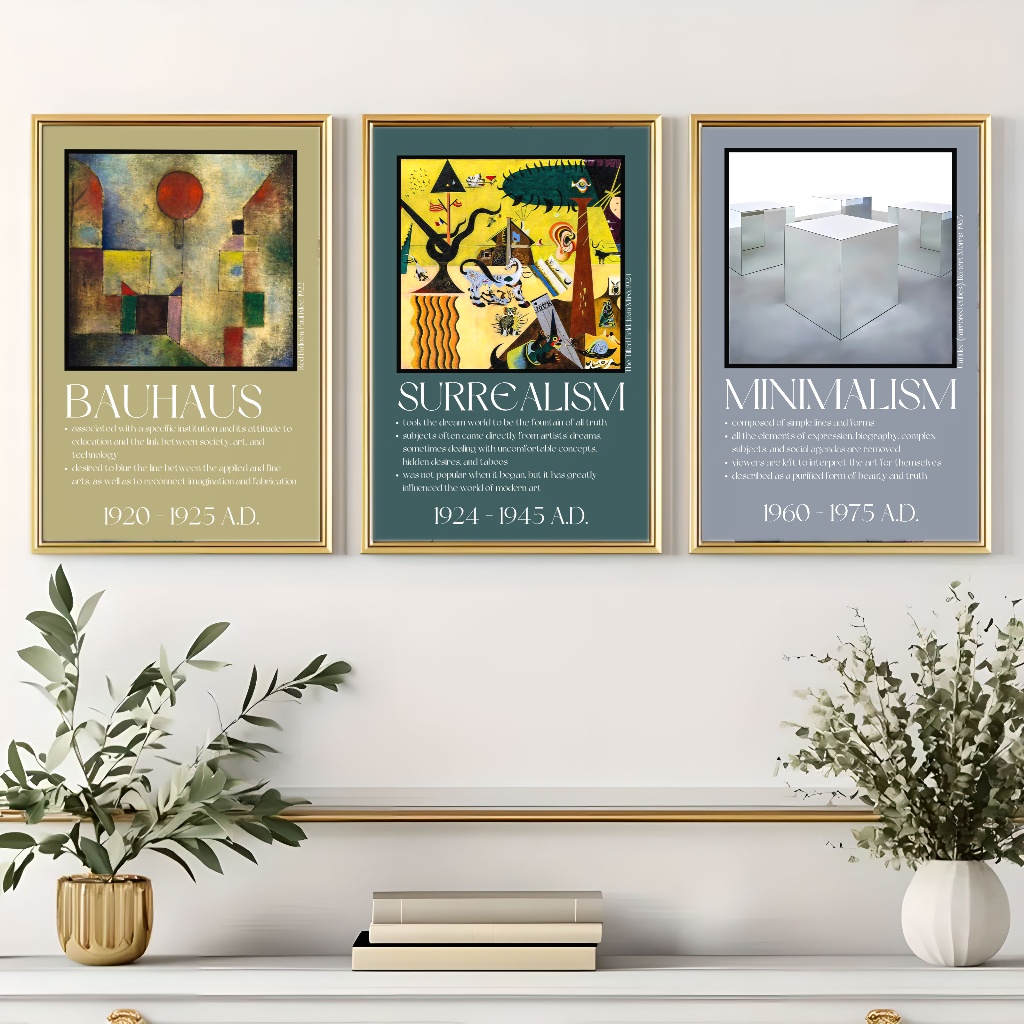 BAUHAUS
• associated with a specific institution and its attitude to
education and the link between society, art, and
technology
• desired to blur the line between the applied and fine
arts, as well as to reconnect imagination and fabrication
1920 - 1925 A.D.
SURREALISM
• took the dream world to be the fountain of all truth
• subjects often came directly from artists dreams,
sometimes dealing with uncomfortable concepts,
hidden desires, and taboos
• was not popular when it began, but it has greatly
influenced the world of modern art
1924 - 1945 A.D.
The Tilled Field, Joan Miró, 1924
MINIMALISM
• composed of simple lines and forms
• all the elements of expression, biography, complex
subjects, and social agendas are removed
• viewers are left to interpret the art for themselves
• described as a purified form of beauty and truth
1960 - 1975 A.D.